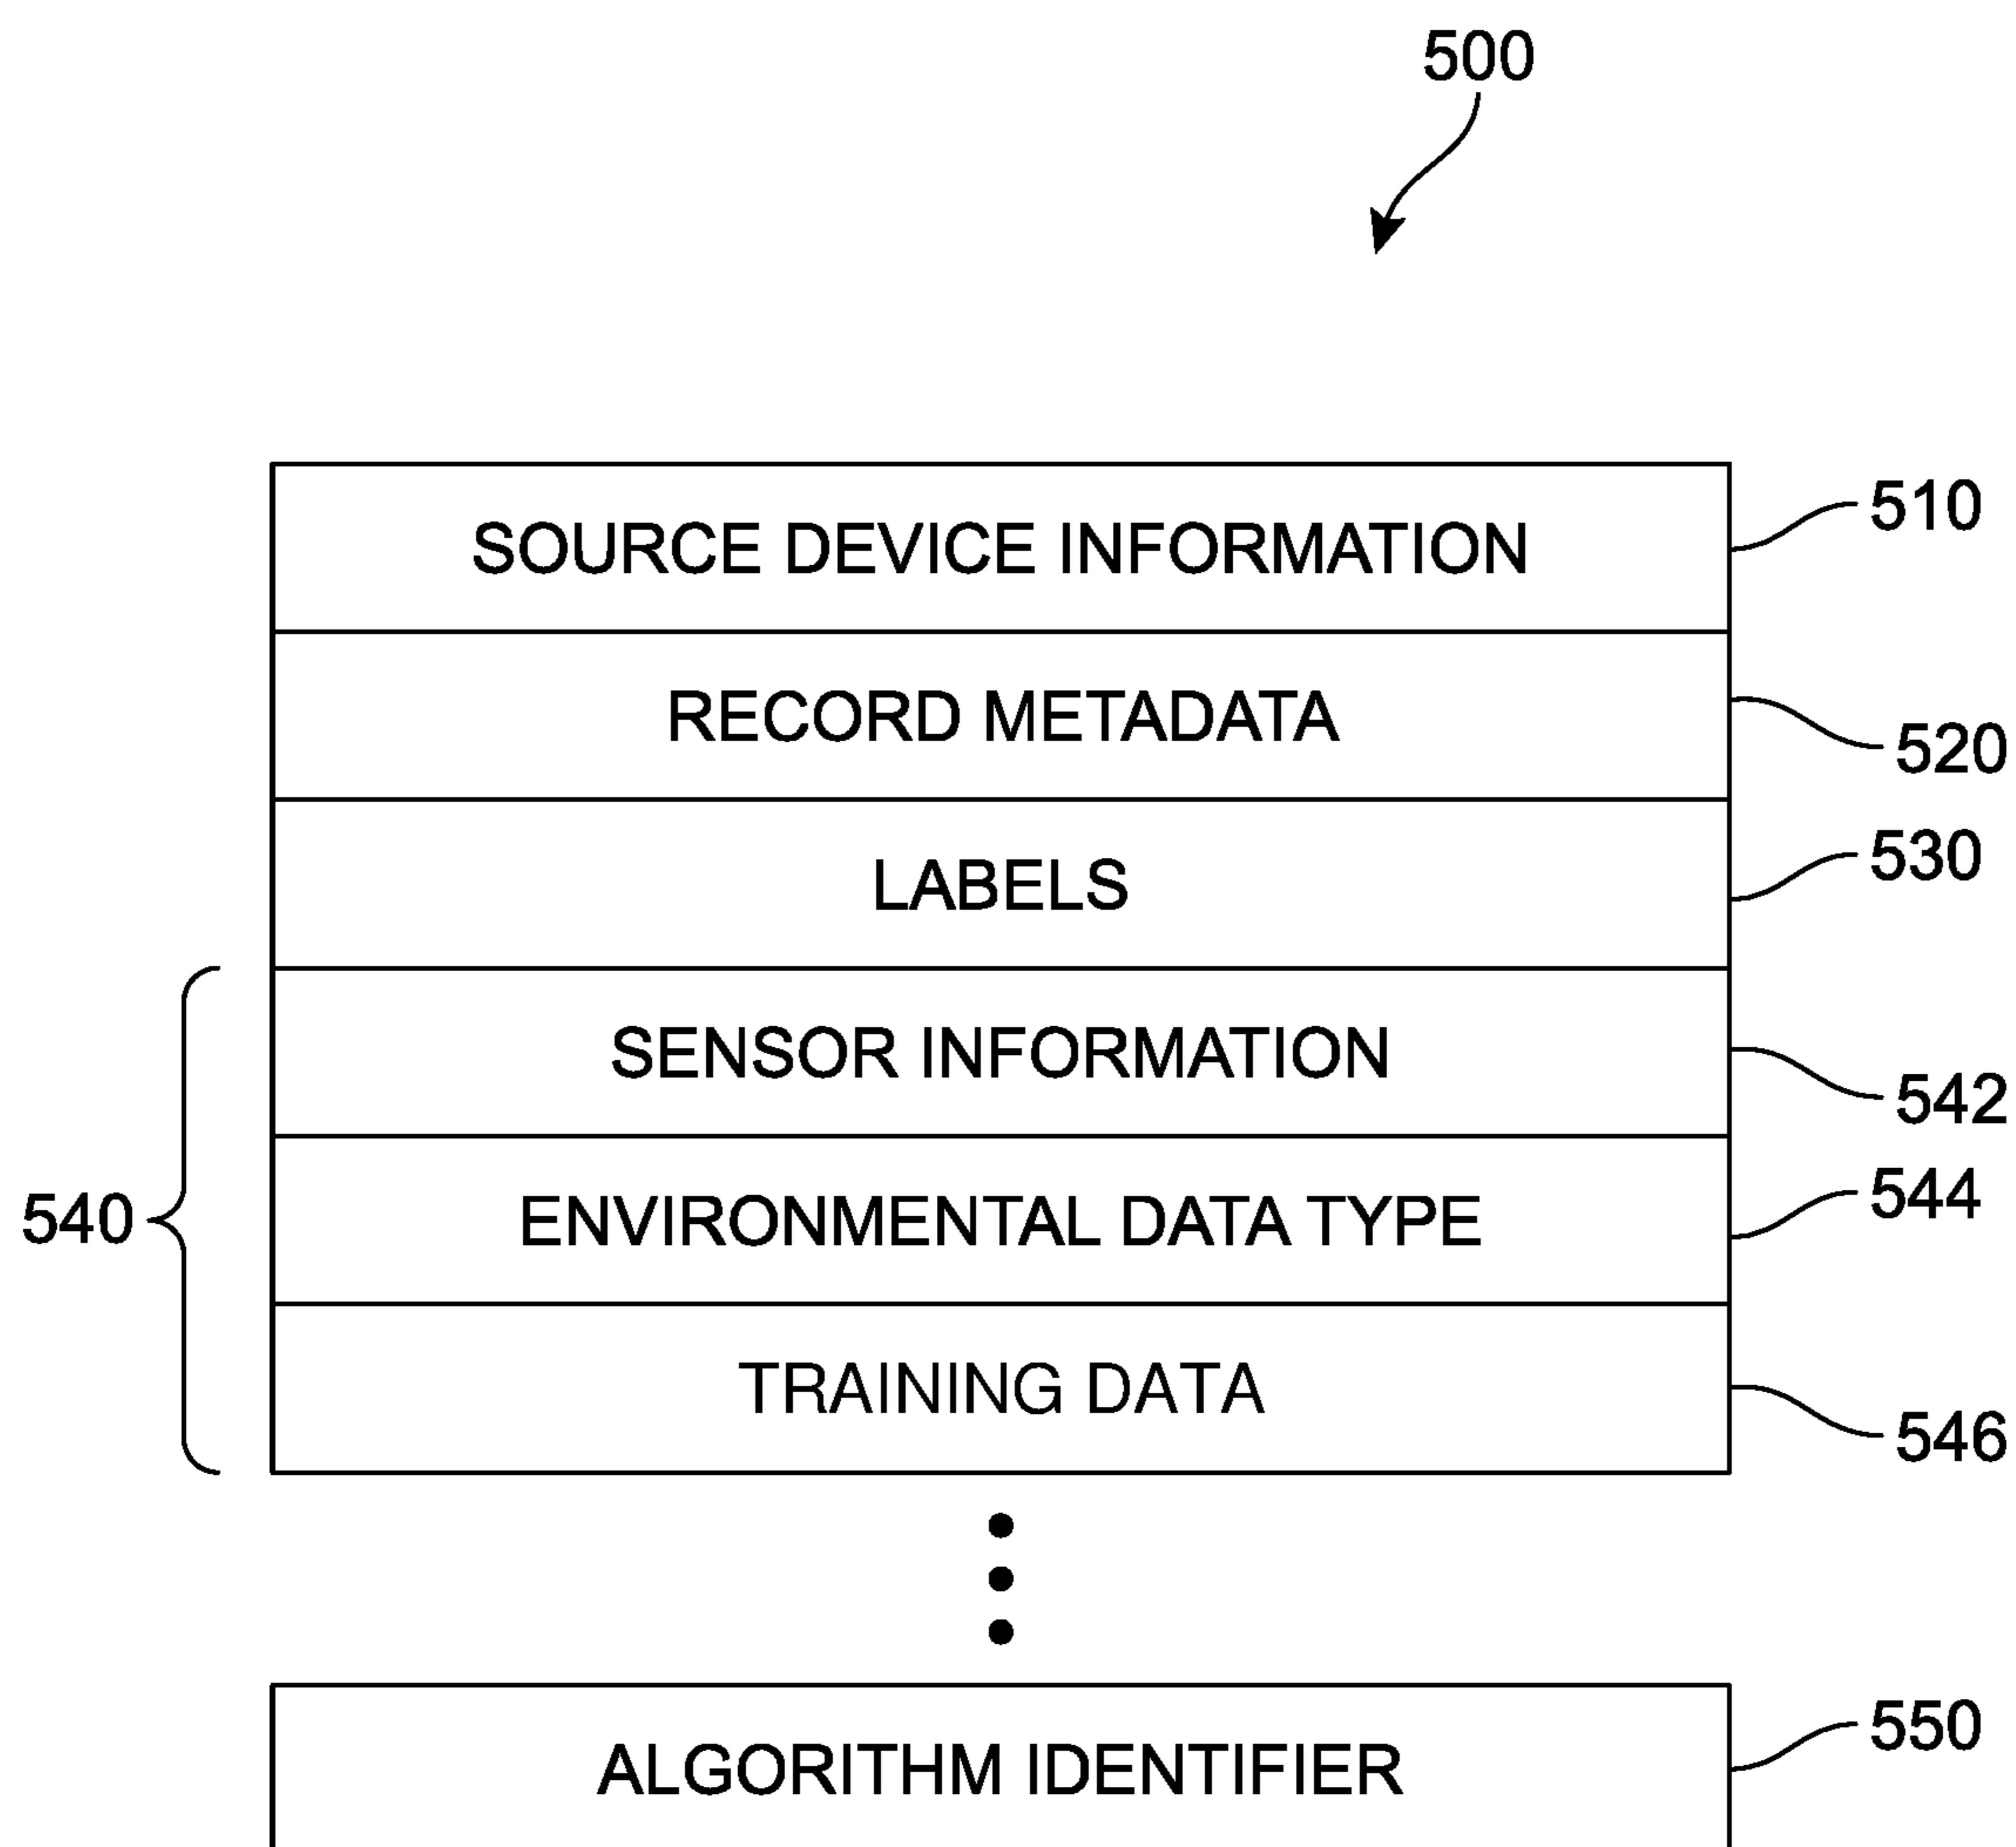 500
SOURCE DEVICE INFORMATION
510
RECORD METADATA
520
LABELS
530
SENSOR INFORMATION
542
540
ENVIRONMENTAL DATA TYPE
544
TRAINING DATA
546
ALGORITHM IDENTIFIER
550